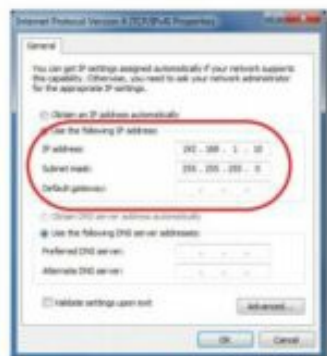 Internet Protocol Version 4 (TCP/IPv4) Properties
General
You can get IP settings assigned automatically if your network supports
this capability. Otherwise, you need to ask your network administrator
for the appropriate IP settings.
Obtain an IP address automatically
Use the following IP address:
IP address: 192 . 168 . 1 . 10
Subnet mask: 255 . 255 . 255 . 0
Default gateway: . . .
Obtain DNS server address automatically
Use the following DNS server addresses:
Preferred DNS server: . . .
Alternate DNS server: . . .
Validate settings upon exit
Advanced...
OK Cancel